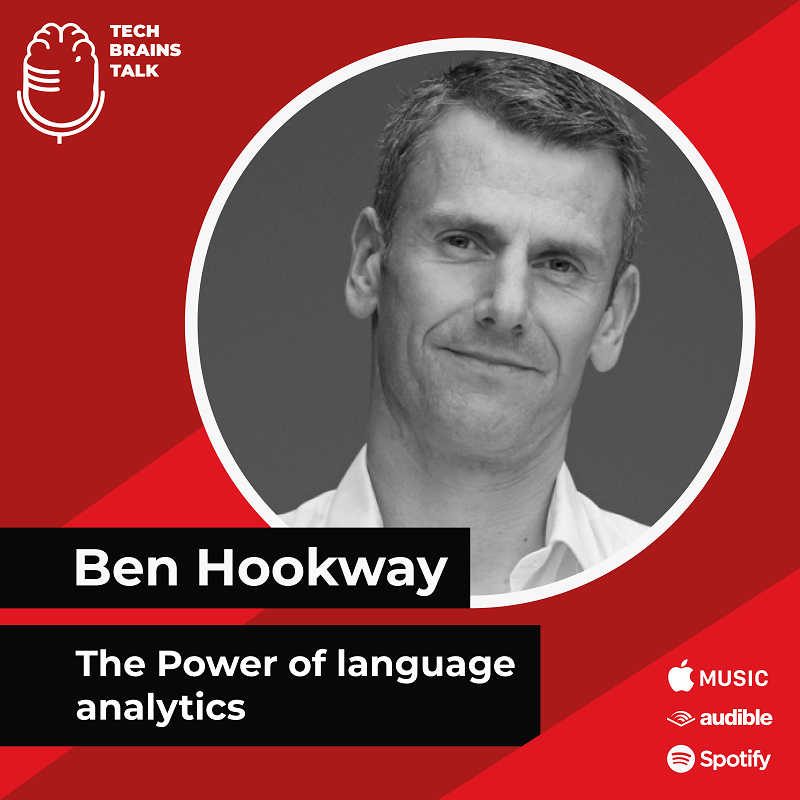 TECH
BRAINS
TALK
Ben Hookway
The Power of language
analytics
MUSIC
audible
Spotify